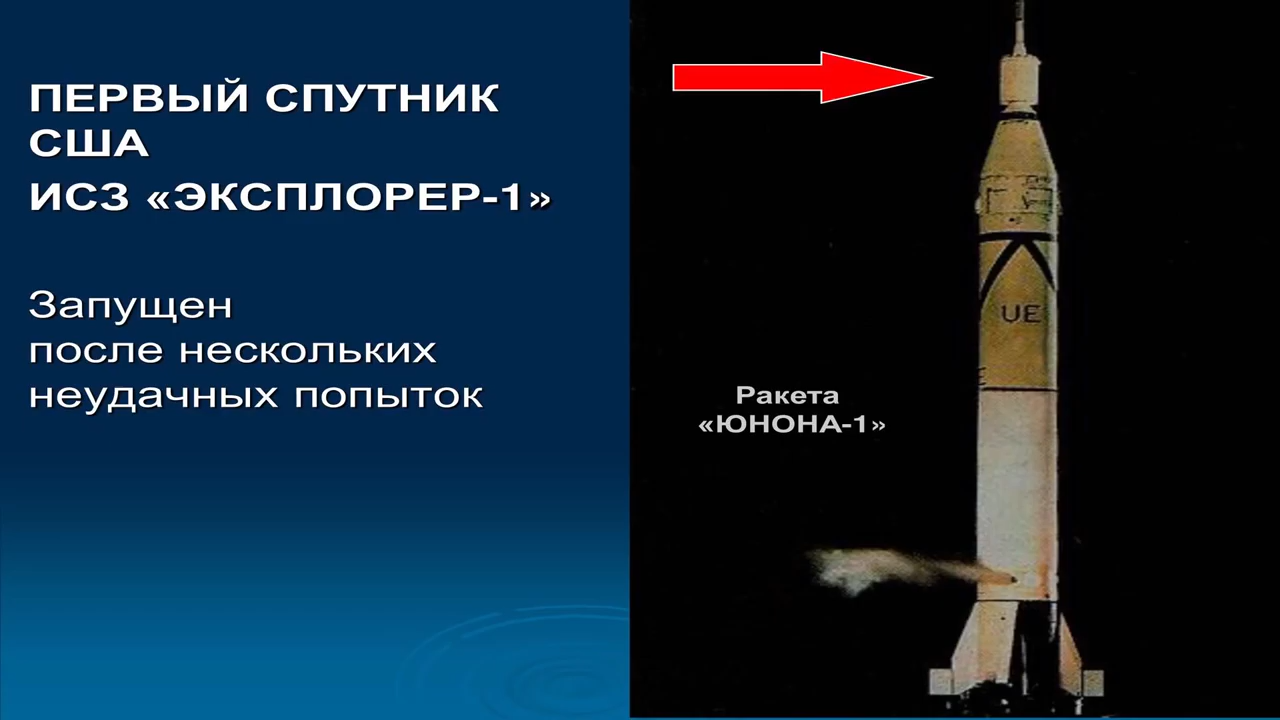 ПЕРВЫЙ СПУТНИК
США
ИСЗ «ЭКСПЛОРЕР-1»
Запущен
после нескольких
неудачных попыток
Ракета
«ЮНОНА-1»
UE
E